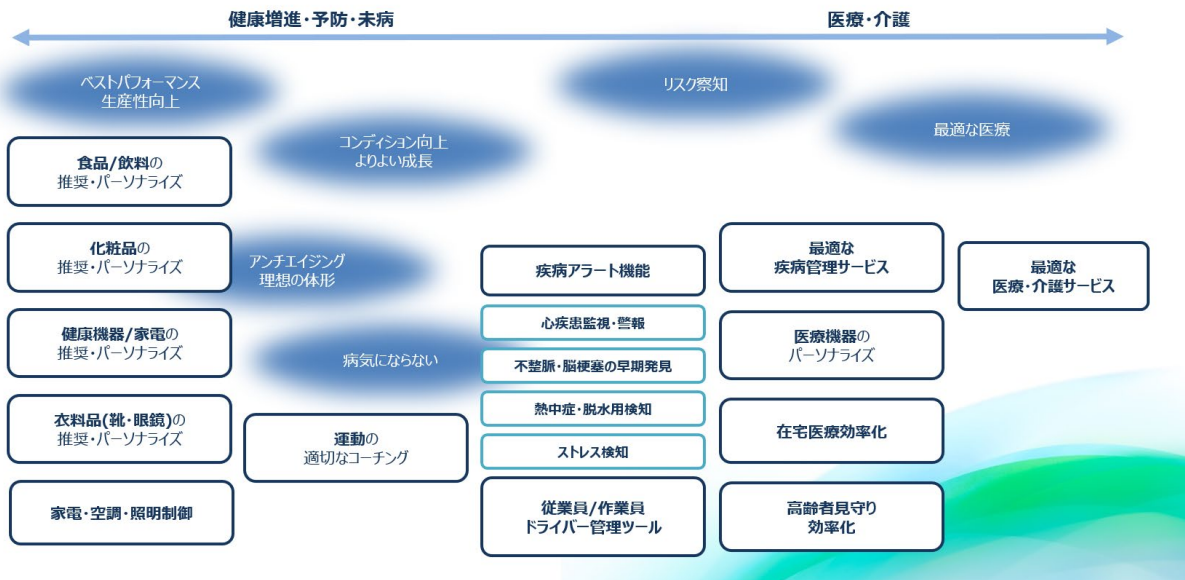 健康増進・予防・未病
医療・介護
ベストパフォーマンス
生産性向上
リスク察知
コンディション向上
よりよい成長
最適な医療
食品/飲料の
推奨・パーソナライズ
化粧品の
推奨・パーソナライズ
アンチエイジング
理想の体形
健康機器/家電の
推奨・パーソナライズ
病気にならない
衣料品(靴・眼鏡)の
推奨・パーソナライズ
運動の
適切なコーチング
家電・空調・照明制御
疾病アラート機能
心疾患監視・警報
不整脈・脳梗塞の早期発見
熱中症・脱水用検知
ストレス検知
従業員/作業員
ドライバー管理ツール
最適な
疾病管理サービス
医療機器の
パーソナライズ
在宅医療効率化
高齢者見守り
効率化
最適な
医療・介護サービス